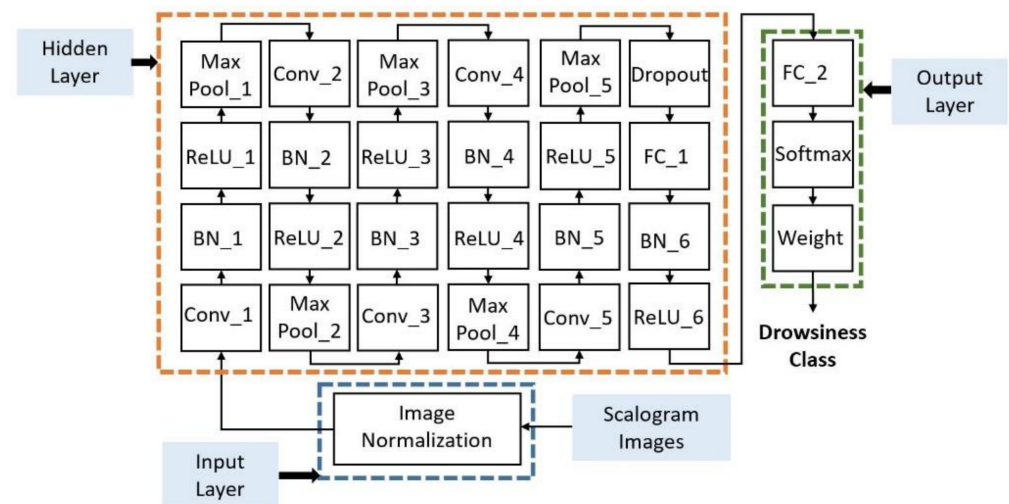 Hidden
Layer
Max
Pool_1
Conv_2
Max
Pool_3
Conv_4
Max
Pool_5
Dropout
FC_2
Output
Layer
ReLU_1
BN_2
ReLU_3
BN_4
ReLU_5
FC_1
Softmax
BN_1
ReLU_2
BN_3
ReLU_4
BN_5
BN_6
Weight
Conv_1
Max
Pool_2
Conv_3
Max
Pool_4
Conv_5
ReLU_6
Drowsiness
Class
Image
Normalization
Scalogram
Images
Input
Layer